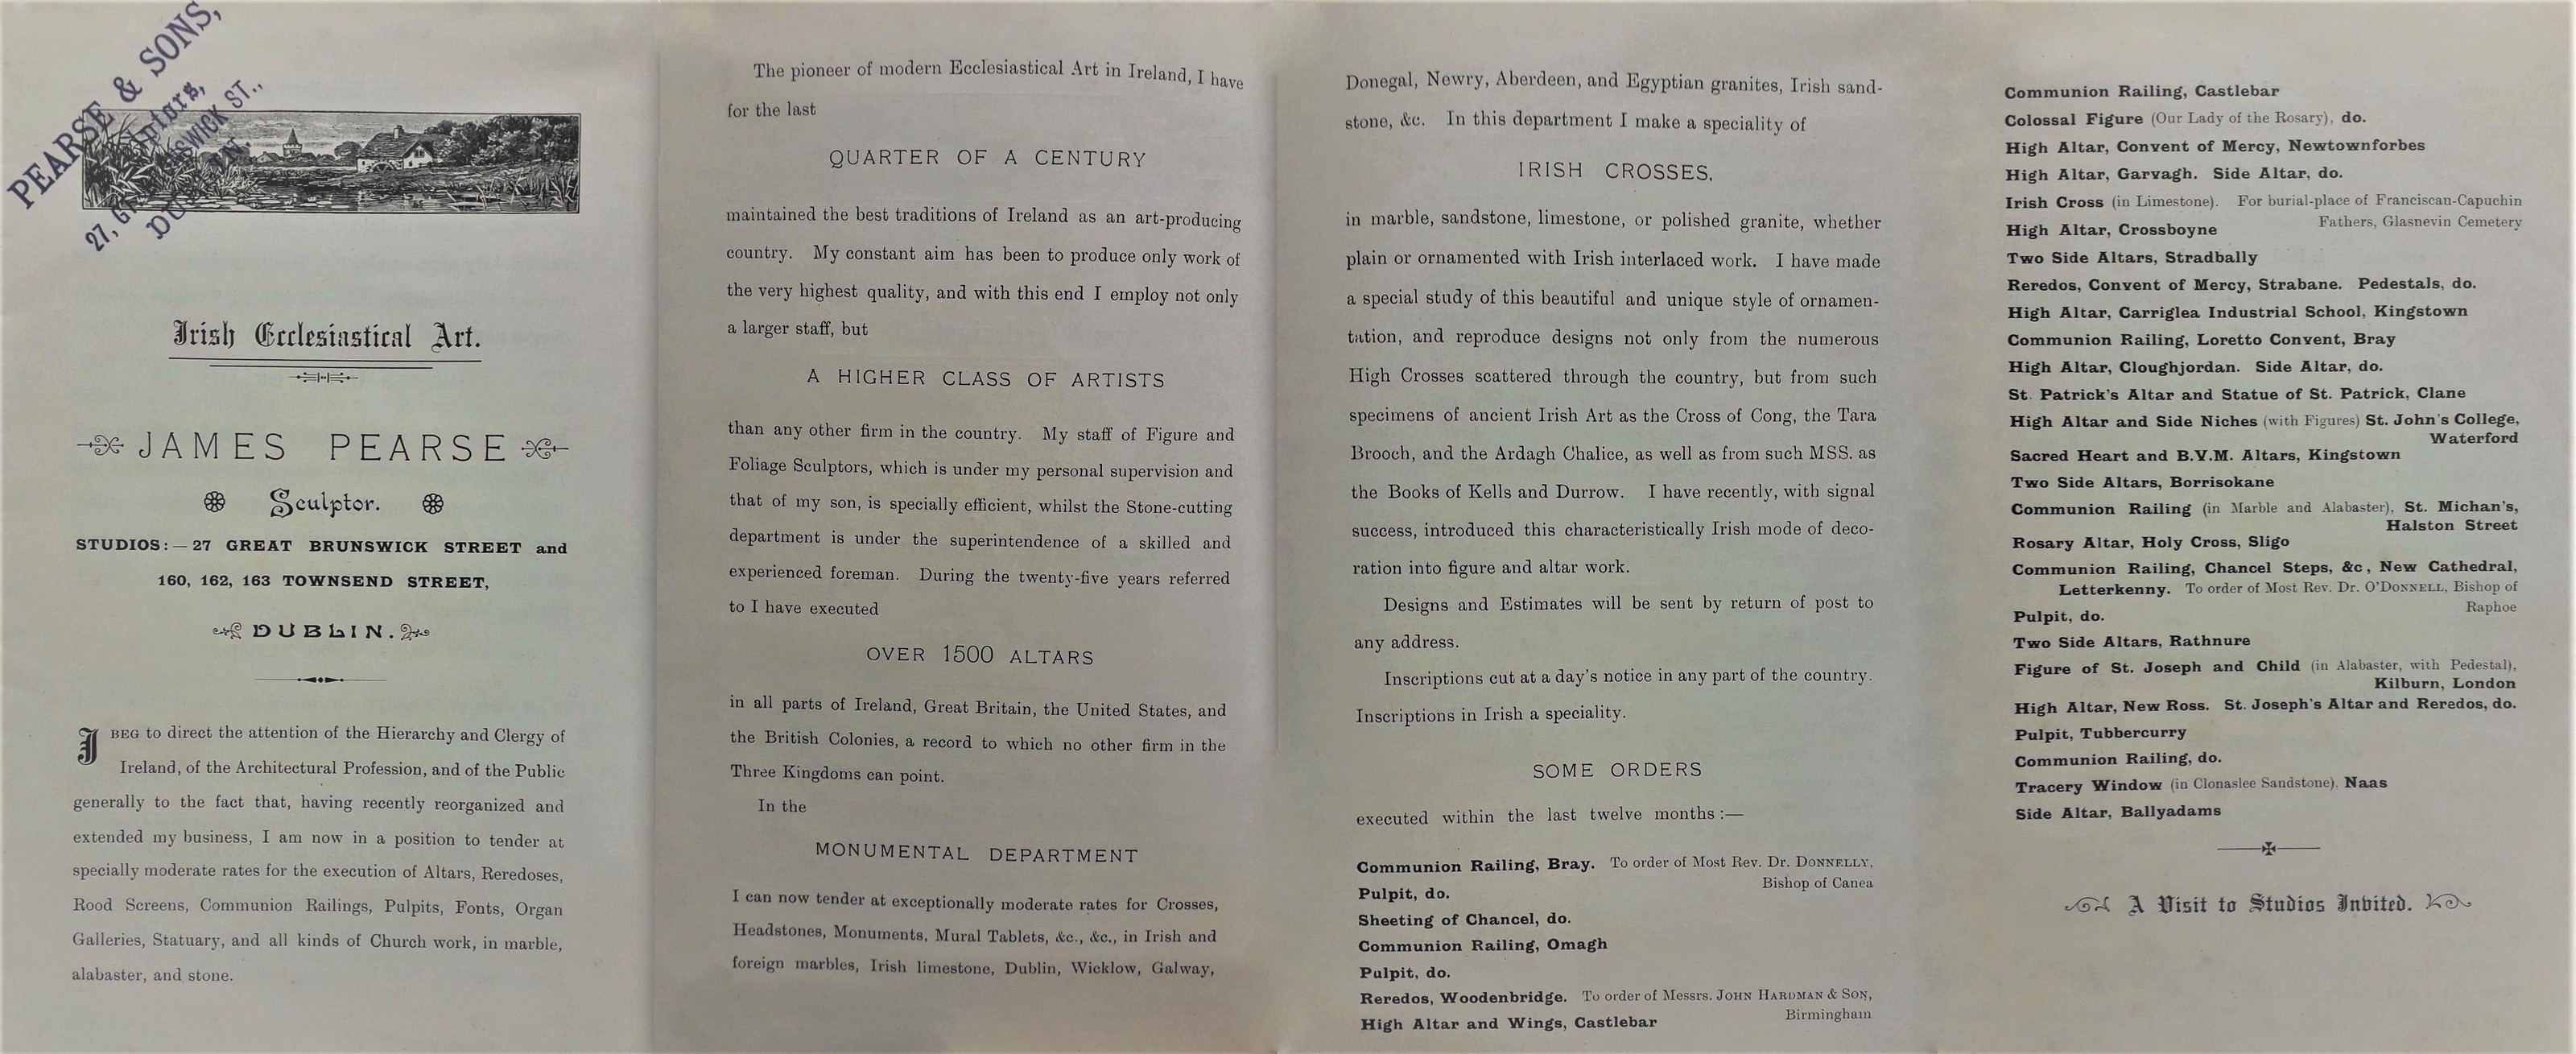 PEARSE & SONS,
27, GT. BRUNSWICK ST.,
DUBLIN.
Irish Ecclesiastical Art.
JAMES PEARSE
Sculptor.
STUDIOS:—27 GREAT BRUNSWICK STREET and
160, 162, 163 TOWNSEND STREET,
DUBLIN.
I BEG to direct the attention of the Hierarchy and Clergy of
Ireland, of the Architectural Profession, and of the Public
generally to the fact that, having recently reorganized and
extended my business, I am now in a position to tender at
specially moderate rates for the execution of Altars, Reredoses,
Rood Screens, Communion Railings, Pulpits, Fonts, Organ
Galleries, Statuary, and all kinds of Church work, in marble,
alabaster, and stone.
The pioneer of modern Ecclesiastical Art in Ireland, I have
for the last
QUARTER OF A CENTURY
maintained the best traditions of Ireland as an art-producing
country. My constant aim has been to produce only work of
the very highest quality, and with this end I employ not only
a larger staff, but
A HIGHER CLASS OF ARTISTS
than any other firm in the country. My staff of Figure and
Foliage Sculptors, which is under my personal supervision and
that of my son, is specially efficient, whilst the Stone-cutting
department is under the superintendence of a skilled and
experienced foreman. During the twenty-five years referred
to I have executed
OVER 1500 ALTARS
in all parts of Ireland, Great Britain, the United States, and
the British Colonies, a record to which no other firm in the
Three Kingdoms can point.
In the
MONUMENTAL DEPARTMENT
I can now tender at exceptionally moderate rates for Crosses,
Headstones, Monuments, Mural Tablets, &c., &c., in Irish and
foreign marbles, Irish limestone, Dublin, Wicklow, Galway,
Donegal, Newry, Aberdeen, and Egyptian granites, Irish sand-
stone, &c. In this department I make a speciality of
IRISH CROSSES,
in marble, sandstone, limestone, or polished granite, whether
plain or ornamented with Irish interlaced work. I have made
a special study of this beautiful and unique style of ornamen-
tation, and reproduce designs not only from the numerous
High Crosses scattered through the country, but from such
specimens of ancient Irish Art as the Cross of Cong, the Tara
Brooch, and the Ardagh Chalice, as well as from such MSS. as
the Books of Kells and Durrow. I have recently, with signal
success, introduced this characteristically Irish mode of deco-
ration into figure and altar work.
Designs and Estimates will be sent by return of post to
any address.
Inscriptions cut at a day's notice in any part of the country.
Inscriptions in Irish a speciality.
SOME ORDERS
executed within the last twelve months:—
Communion Railing, Bray. To order of Most Rev. Dr. DONNELLY,
Bishop of Canea
Pulpit, do.
Sheeting of Chancel, do.
Communion Railing, Omagh
Pulpit, do.
Reredos, Woodenbridge. To order of Messrs. JOHN HARDMAN & SON,
Birmingham
High Altar and Wings, Castlebar
Communion Railing, Castlebar
Colossal Figure (Our Lady of the Rosary), do.
High Altar, Convent of Mercy, Newtownforbes
High Altar, Garvagh. Side Altar, do.
Irish Cross (in Limestone). For burial-place of Franciscan-Capuchin
Fathers, Glasnevin Cemetery
High Altar, Crossboyne
Two Side Altars, Stradbally
Reredos, Convent of Mercy, Strabane. Pedestals, do.
High Altar, Carriglea Industrial School, Kingstown
Communion Railing, Loretto Convent, Bray
High Altar, Cloughjordan. Side Altar, do.
St. Patrick's Altar and Statue of St. Patrick, Clane
High Altar and Side Niches (with Figures) St. John's College,
Waterford
Sacred Heart and B.V.M. Altars, Kingstown
Two Side Altars, Borrisokane
Communion Railing (in Marble and Alabaster), St. Michan's,
Halston Street
Rosary Altar, Holy Cross, Sligo
Communion Railing, Chancel Steps, &c, New Cathedral,
Letterkenny. To order of Most Rev. Dr. O'DONNELL, Bishop of
Raphoe
Pulpit, do.
Two Side Altars, Rathnure
Figure of St. Joseph and Child (in Alabaster, with Pedestal),
Kilburn, London
High Altar, New Ross. St. Joseph's Altar and Reredos, do.
Pulpit, Tubbercurry
Communion Railing, do.
Tracery Window (in Clonaslee Sandstone), Naas
Side Altar, Ballyadams
A Visit to Studios Invited.